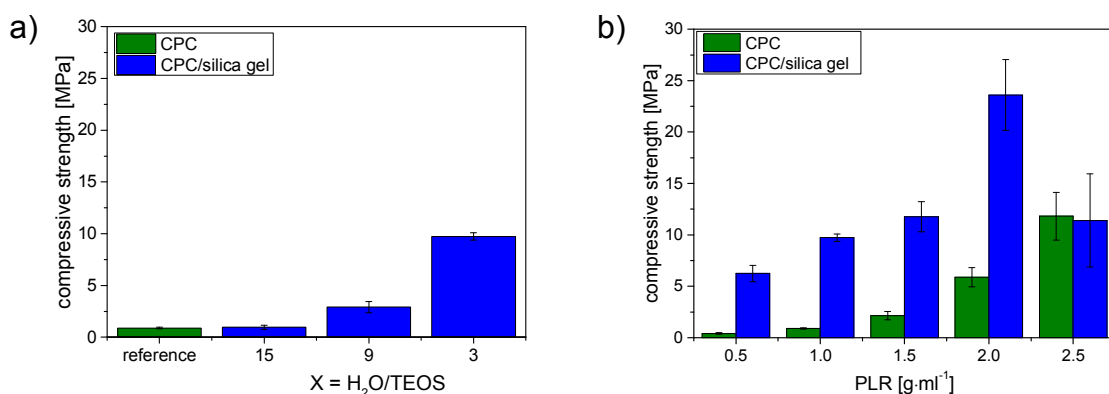 a)
compressive strength [MPa]
30
25
20
15
10
5
0
CPC
CPC/silica gel
reference 15 9 3
X = H₂O/TEOS
b)
compressive strength [MPa]
30
25
20
15
10
5
0
CPC
CPC/silica gel
0.5 1.0 1.5 2.0 2.5
PLR [g·ml⁻¹]